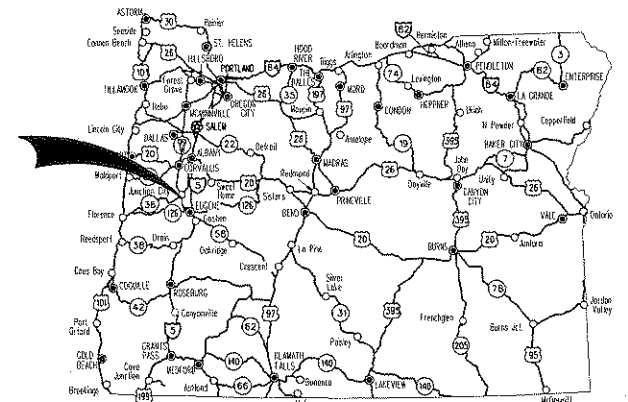 ASTORIA
30
Rainier
Seaside
Cannon Beach
ST. HELENS
26
HILLSBORO
PORTLAND
HOOD RIVER
84
THE DALLES
Arlington
Boardman
82
Hermiston
Athena
Milton-Freewater
3
101
Forest Grove
TILLAMOOK
OREGON CITY
26
35
197
97
74
Lexington
PENDLETON
84
82
ENTERPRISE
HEPPNER
LA GRANDE
Hebo
Maupin
CONDON
Ukiah
Lincoln City
SALEM
DALLAS
22
Detroit
26
Antelope
19
395
N Powder
Copperfield
BAKER CITY
20
ALBANY
CORVALLIS
MADRAS
26
7
Waldport
Junction City
5
Sweet Home
20
Redmond
Sisters
PRINEVILLE
Dayville
John Day
CANYON CITY
Unity
26
36
126
EUGENE
126
Florence
Goshen
BEND
395
VALE
Ontario
Reedsport
38
Drain
58
Oakridge
La Pine
20
BURNS
20
Juntura
Coos Bay
Crescent
Silver Lake
78
COQUILLE
ROSEBURG
101
42
Canyonville
97
31
395
Frenchglen
Burns Jct.
Jordan Valley
Port Orford
5
62
Paisley
205
95
GOLD BEACH
GRANTS PASS
MEDFORD
140
KLAMATH FALLS
140
LAKEVIEW
140
Cave Junction
Ashland
66
Bonanza
Brookings
199
McDermitt